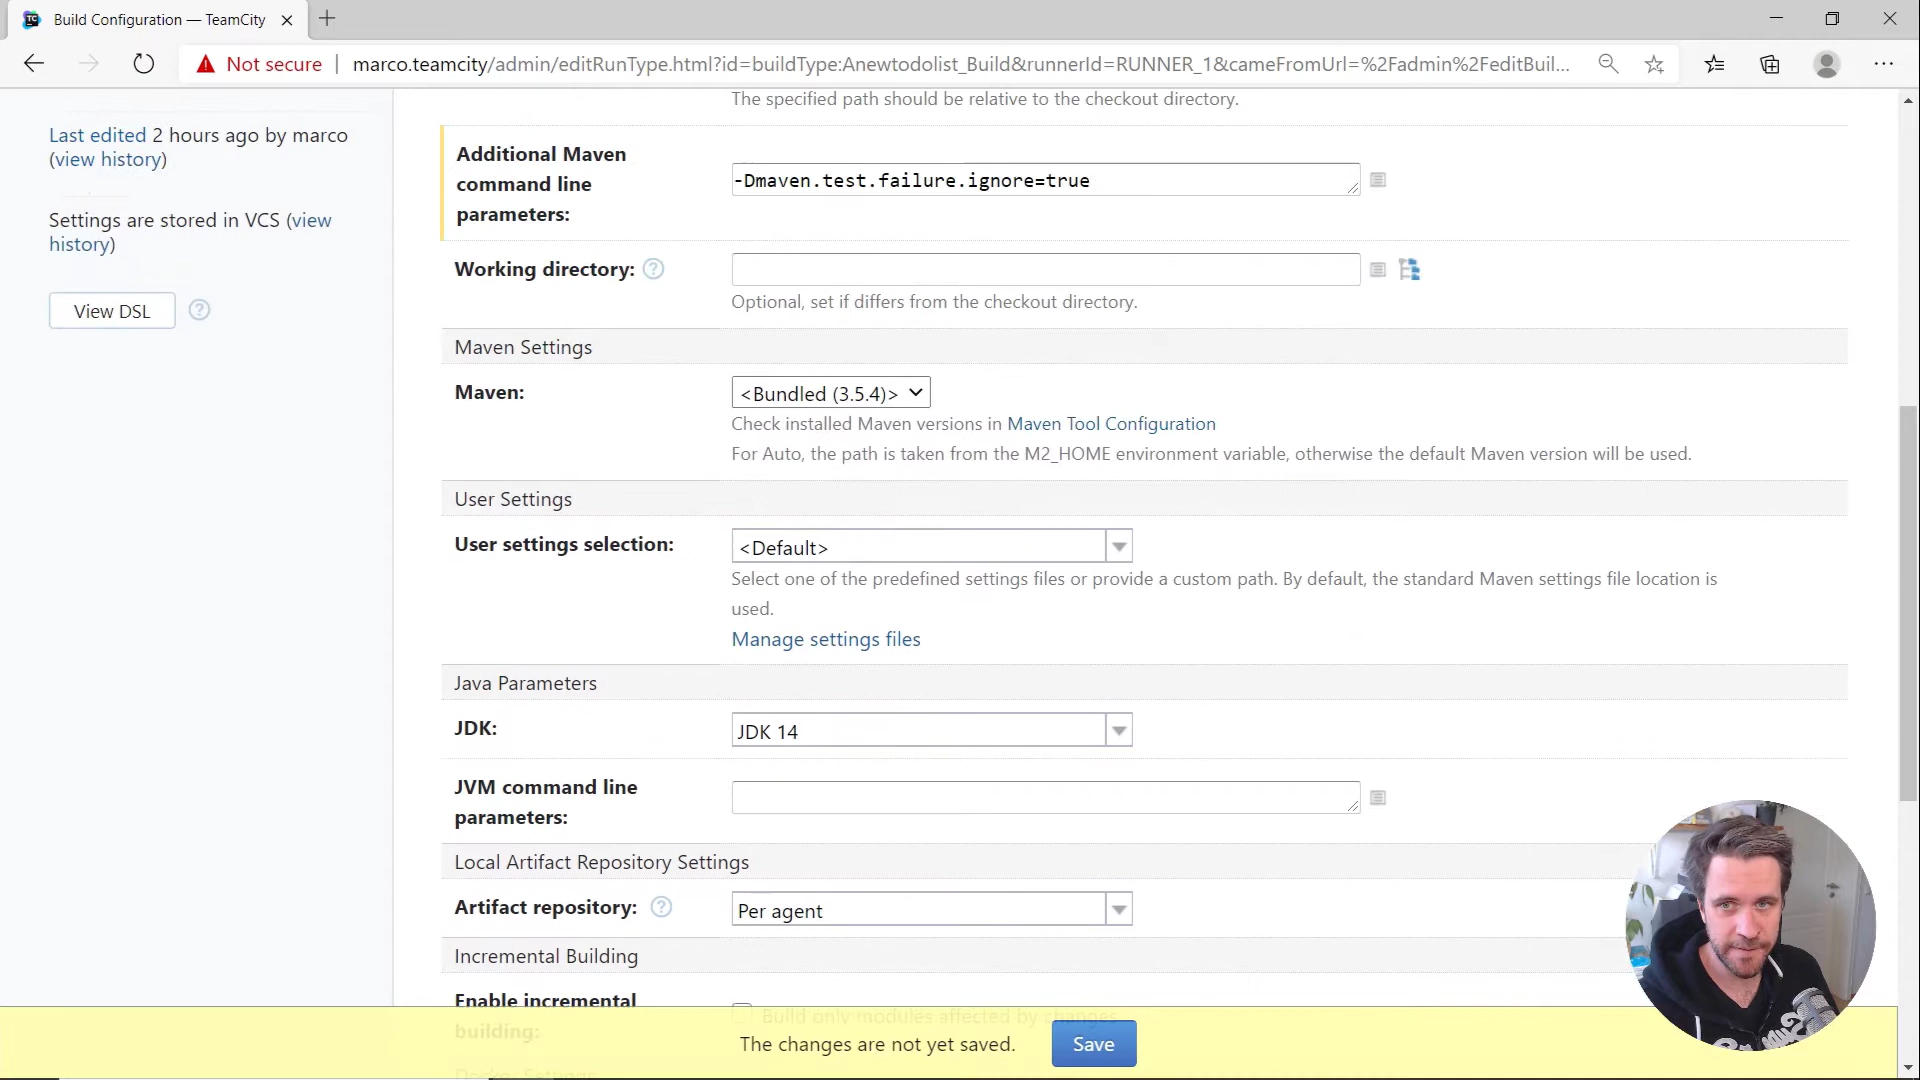 Build Configuration — TeamCity
Not secure
marco.teamcity/admin/editRunType.html?id=buildType:Anewtodolist_Build&runnerId=RUNNER_1&cameFromUrl=%2Fadmin%2FeditBuil...
The specified path should be relative to the checkout directory.
Last edited 2 hours ago by marco
(view history)
Settings are stored in VCS (view
history)
View DSL
Additional Maven
command line
parameters:
-Dmaven.test.failure.ignore=true
Working directory:
Optional, set if differs from the checkout directory.
Maven Settings
Maven:
<Bundled (3.5.4)>
Check installed Maven versions in Maven Tool Configuration
For Auto, the path is taken from the M2_HOME environment variable, otherwise the default Maven version will be used.
User Settings
User settings selection:
<Default>
Select one of the predefined settings files or provide a custom path. By default, the standard Maven settings file location is
used.
Manage settings files
Java Parameters
JDK:
JDK 14
JVM command line
parameters:
Local Artifact Repository Settings
Artifact repository:
Per agent
Incremental Building
Enable incremental
building:
Build only modules affected by changes
The changes are not yet saved.
Save
Docker Settings